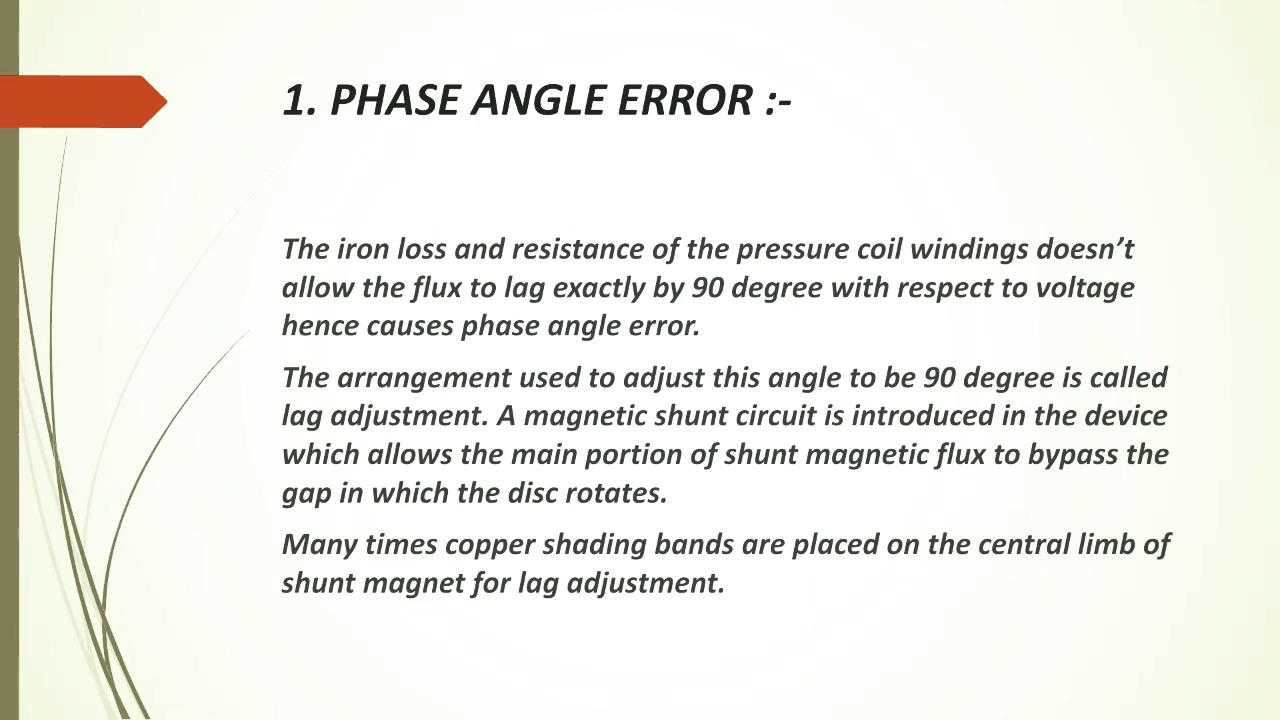 1. PHASE ANGLE ERROR :-
The iron loss and resistance of the pressure coil windings doesn’t
allow the flux to lag exactly by 90 degree with respect to voltage
hence causes phase angle error.
The arrangement used to adjust this angle to be 90 degree is called
lag adjustment. A magnetic shunt circuit is introduced in the device
which allows the main portion of shunt magnetic flux to bypass the
gap in which the disc rotates.
Many times copper shading bands are placed on the central limb of
shunt magnet for lag adjustment.